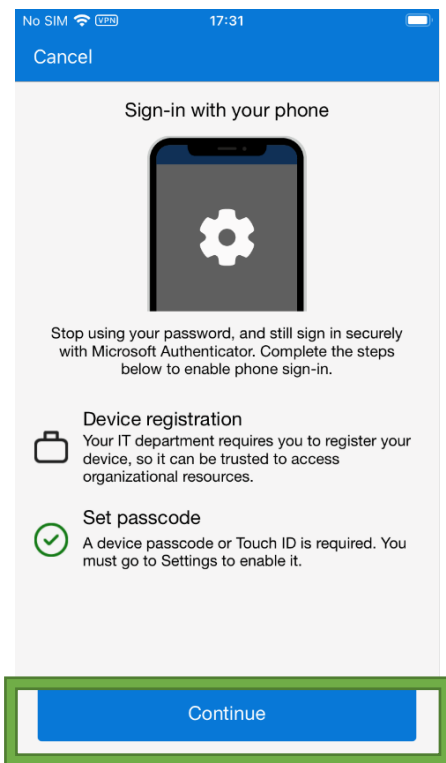 No SIM VPN 17:31
Cancel
Sign-in with your phone
Stop using your password, and still sign in securely
with Microsoft Authenticator. Complete the steps
below to enable phone sign-in.
Device registration
Your IT department requires you to register your
device, so it can be trusted to access
organizational resources.
Set passcode
A device passcode or Touch ID is required. You
must go to Settings to enable it.
Continue